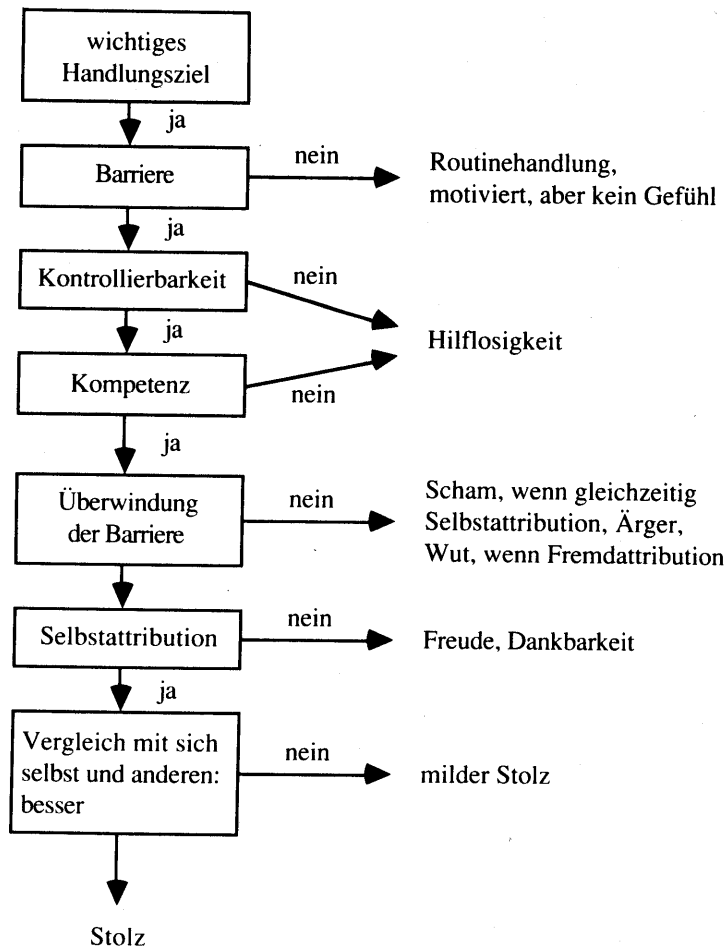 wichtiges
Handlungsziel
ja
Barriere
nein
Routinehandlung,
motiviert, aber kein Gefühl
ja
Kontrollierbarkeit
nein
ja
Hilflosigkeit
Kompetenz
nein
ja
Überwindung
der Barriere
nein
Scham, wenn gleichzeitig
Selbstattribution, Ärger,
Wut, wenn Fremdattribution
Selbstattribution
nein
Freude, Dankbarkeit
ja
Vergleich mit sich
selbst und anderen:
besser
nein
milder Stolz
Stolz